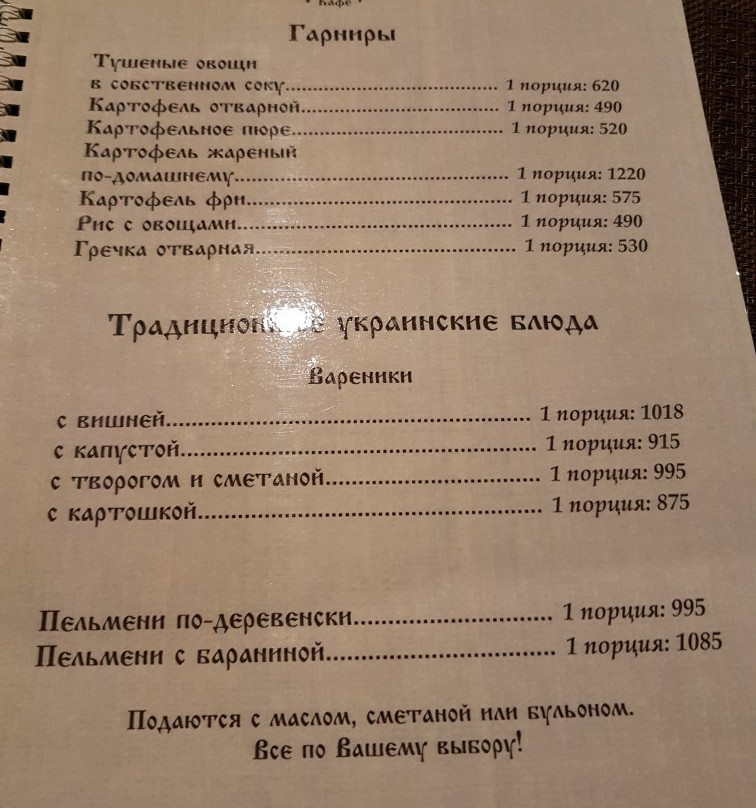 • Кафе •
Гарниры
Тушеные овощи
в собственном соку........................................ 1 порция: 620
Картофель отварной...................................... 1 порция: 490
Картофельное пюре........................................ 1 порция: 520
Картофель жареный
по-домашнему.................................................. 1 порция: 1220
Картофель фри................................................. 1 порция: 575
Рис с овощами................................................... 1 порция: 490
Гречка отварная................................................ 1 порция: 530
Традиционные украинские блюда
Вареники
с вишней............................................................ 1 порция: 1018
с капустой.......................................................... 1 порция: 915
с творогом и сметаной.................................... 1 порция: 995
с картошкой...................................................... 1 порция: 875
Пельмени по-деревенски................................ 1 порция: 995
Пельмени с бараниной..................................... 1 порция: 1085
Подаются с маслом, сметаной или бульоном.
Все по Вашему выбору!